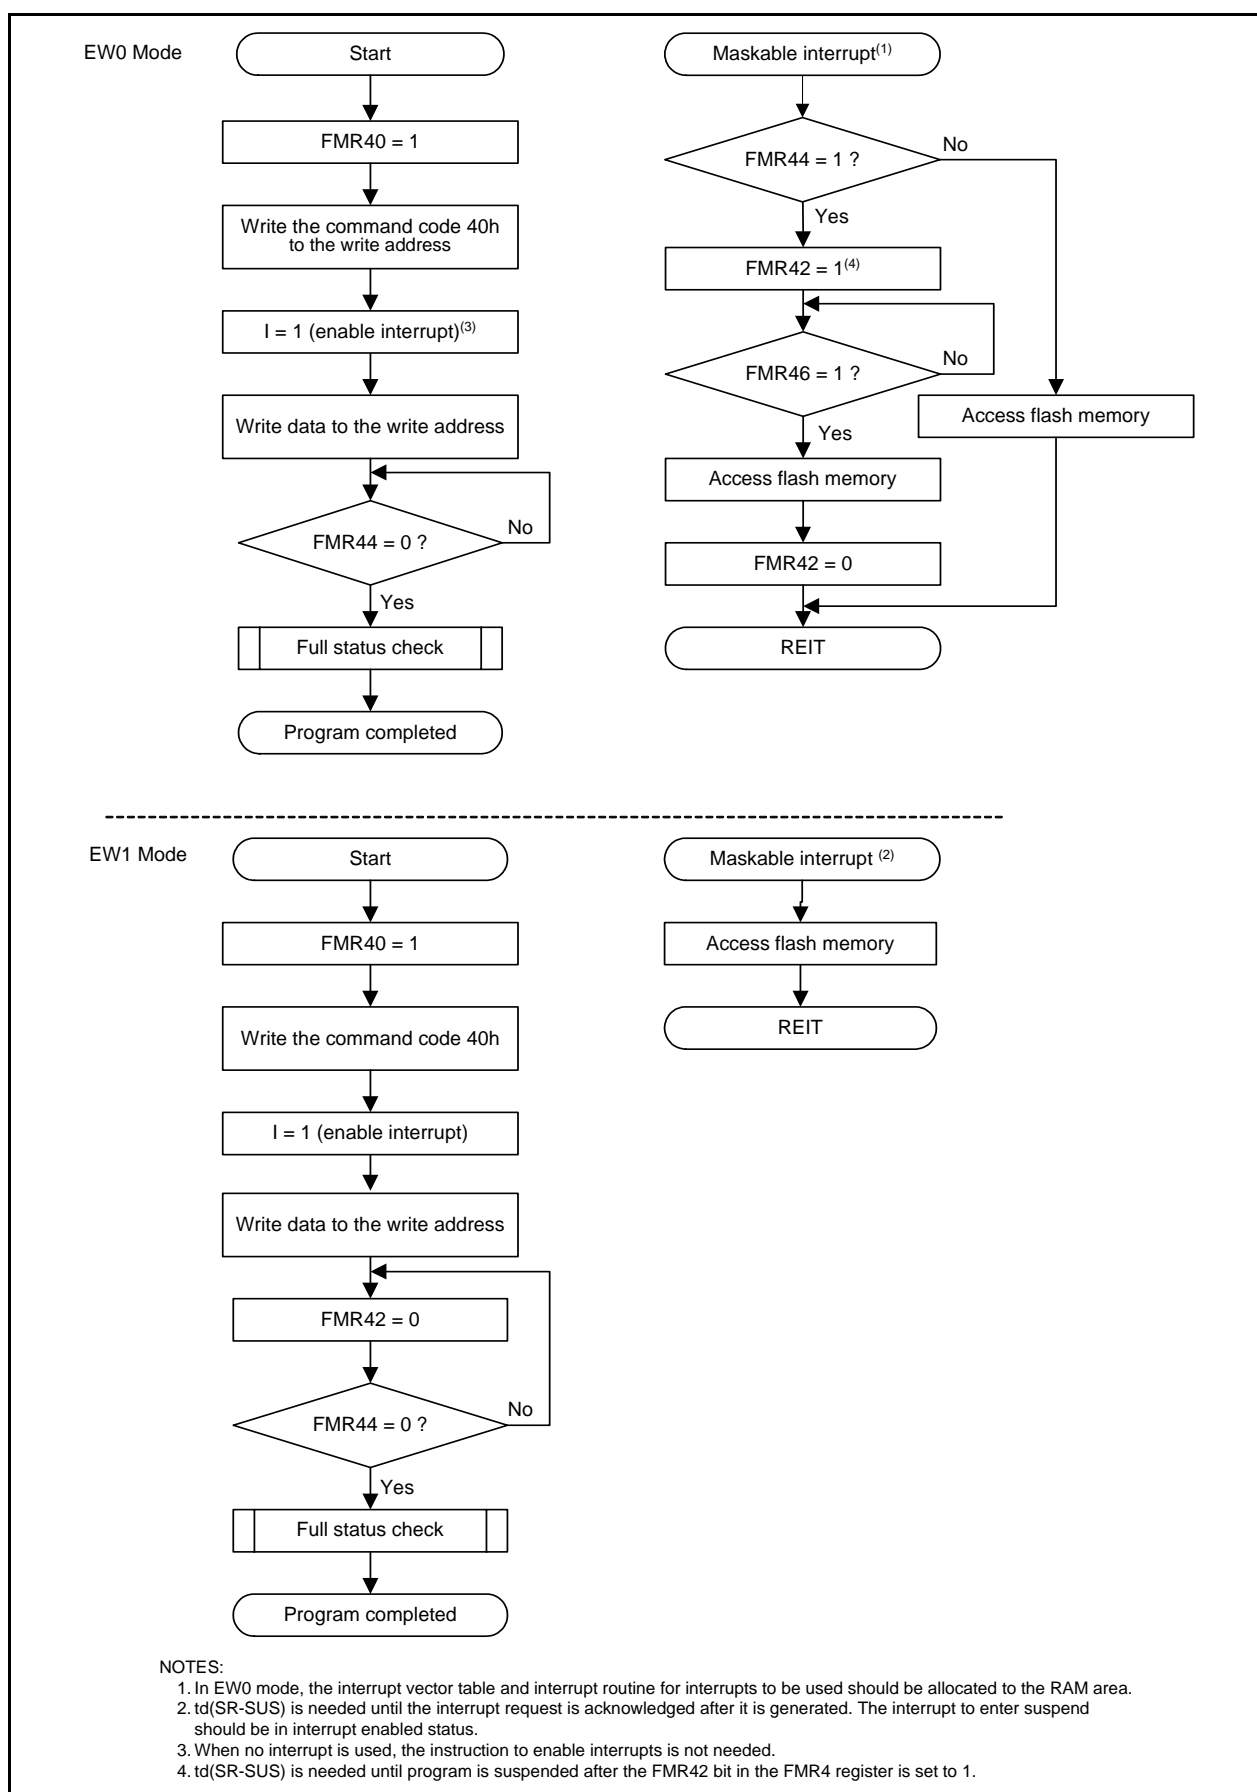 EW0 Mode
Start
FMR40 = 1
Write the command code 40h
to the write address
I = 1 (enable interrupt)(3)
Write data to the write address
FMR44 = 0 ?
No
Yes
Full status check
Program completed
Maskable interrupt(1)
FMR44 = 1 ?
No
Yes
FMR42 = 1(4)
FMR46 = 1 ?
No
Yes
Access flash memory
Access flash memory
FMR42 = 0
REIT
EW1 Mode
Start
FMR40 = 1
Write the command code 40h
I = 1 (enable interrupt)
Write data to the write address
FMR42 = 0
FMR44 = 0 ?
No
Yes
Full status check
Program completed
Maskable interrupt (2)
Access flash memory
REIT
NOTES:
1. In EW0 mode, the interrupt vector table and interrupt routine for interrupts to be used should be allocated to the RAM area.
2. td(SR-SUS) is needed until the interrupt request is acknowledged after it is generated. The interrupt to enter suspend
should be in interrupt enabled status.
3. When no interrupt is used, the instruction to enable interrupts is not needed.
4. td(SR-SUS) is needed until program is suspended after the FMR42 bit in the FMR4 register is set to 1.